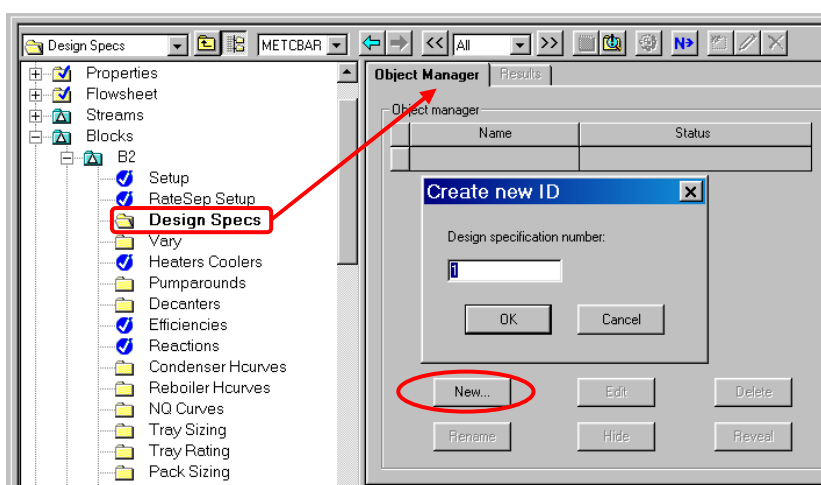 Design Specs METCBAR << All >> N>
Properties
Flowsheet
Streams
Blocks
B2
Setup
RateSep Setup
Design Specs
Vary
Heaters Coolers
Pumparounds
Decanters
Efficiencies
Reactions
Condenser Hcurves
Reboiler Hcurves
NQ Curves
Tray Sizing
Tray Rating
Pack Sizing
Object Manager Results
Object manager
Name Status
Create new ID
Design specification number:
1
OK Cancel
New... Edit Delete
Rename Hide Reveal